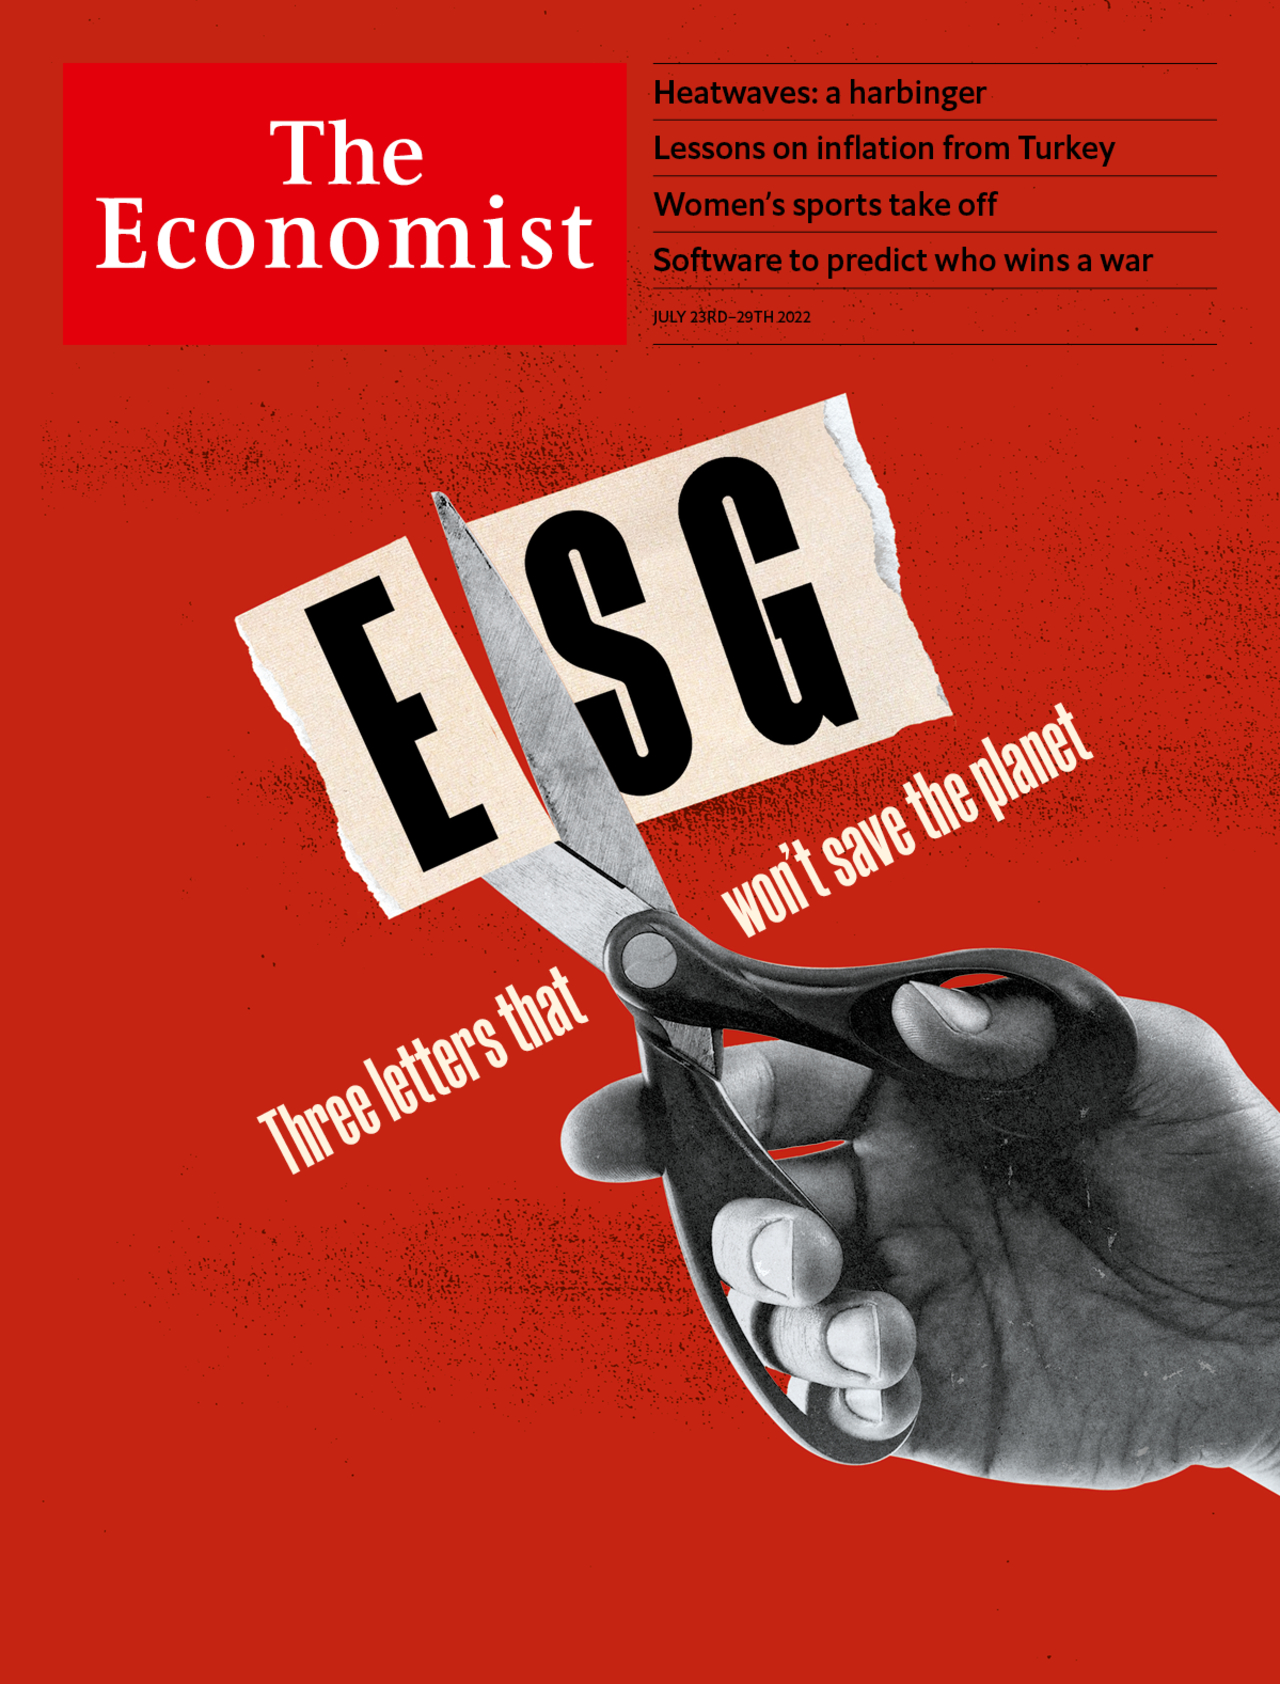 The
Economist
Heatwaves: a harbinger
Lessons on inflation from Turkey
Women's sports take off
Software to predict who wins a war
JULY 23RD–29TH 2022
ESG
Three letters that
won't save the planet